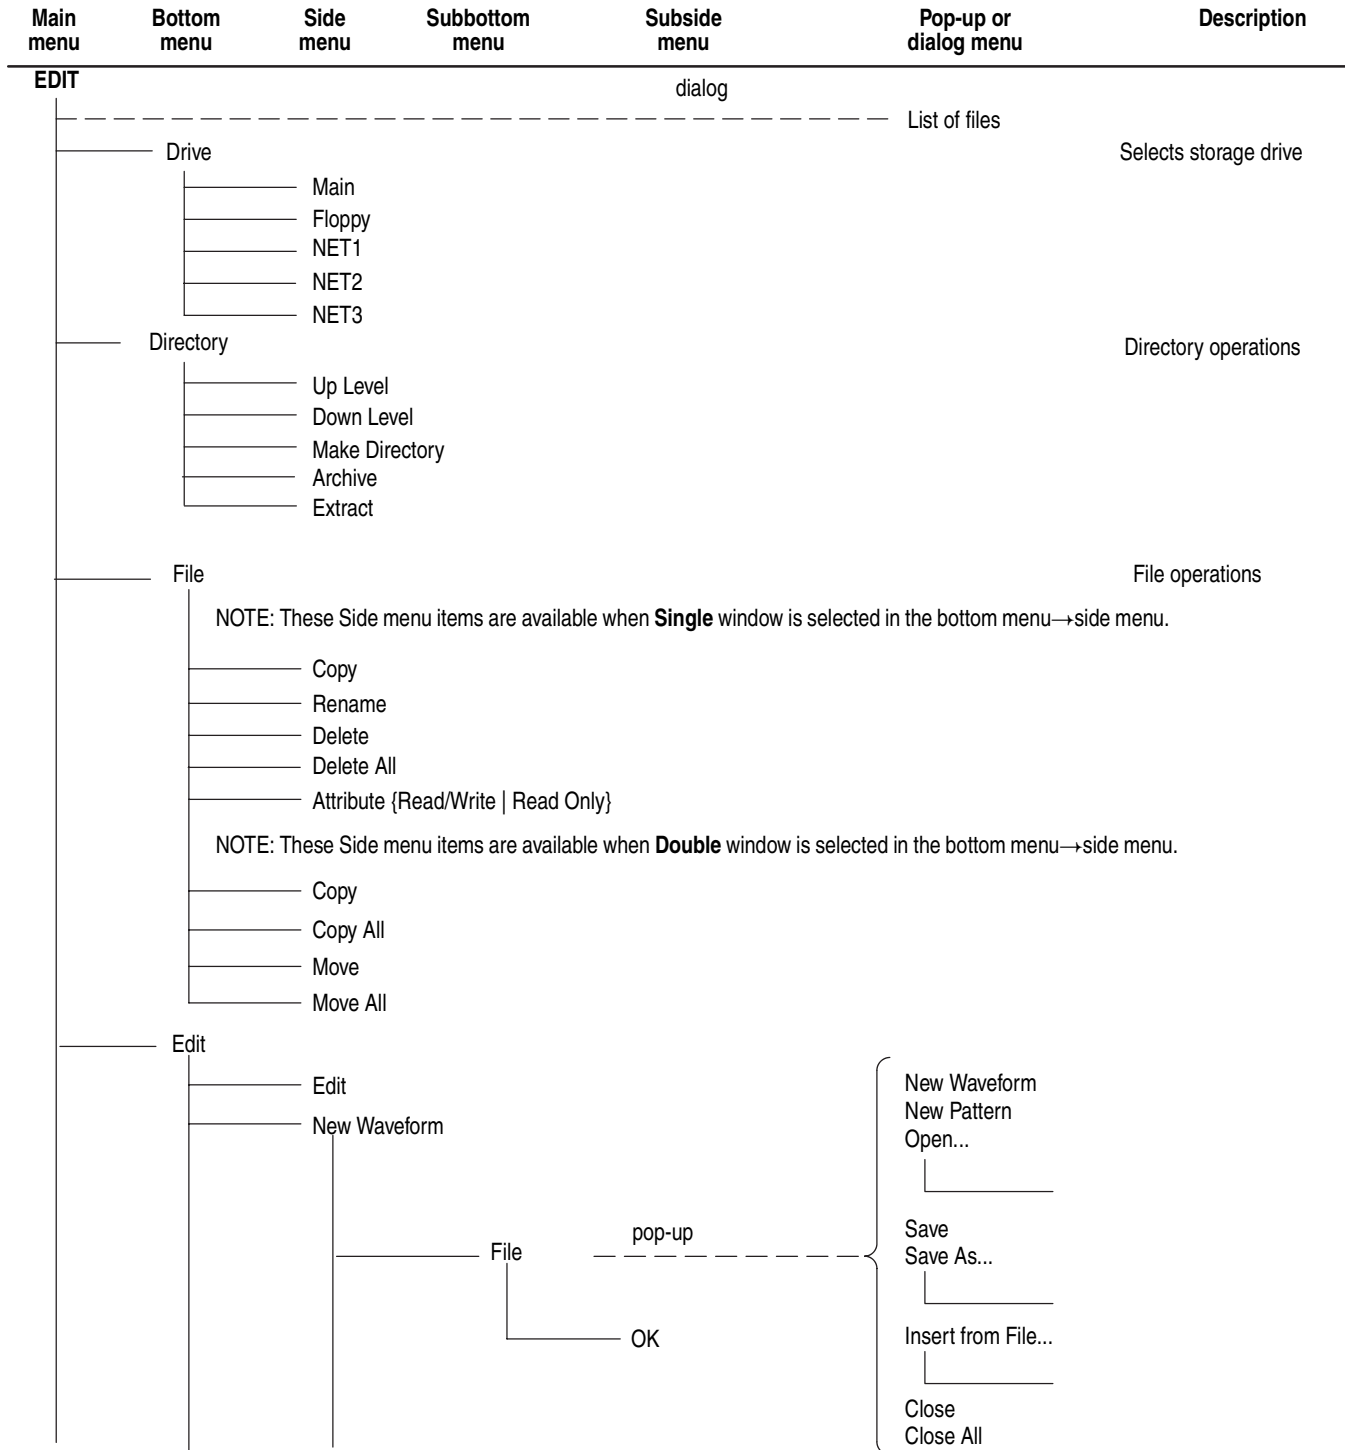 Main menu Bottom menu Side menu Subbottom menu Subside menu Pop-up or dialog menu Description
EDIT
dialog
List of files
Drive Selects storage drive
Main
Floppy
NET1
NET2
NET3
Directory Directory operations
Up Level
Down Level
Make Directory
Archive
Extract
File File operations
NOTE: These Side menu items are available when Single window is selected in the bottom menu→side menu.
Copy
Rename
Delete
Delete All
Attribute {Read/Write | Read Only}
NOTE: These Side menu items are available when Double window is selected in the bottom menu→side menu.
Copy
Copy All
Move
Move All
Edit
Edit
New Waveform
File
pop-up
OK
New Waveform
New Pattern
Open...
Save
Save As...
Insert from File...
Close
Close All